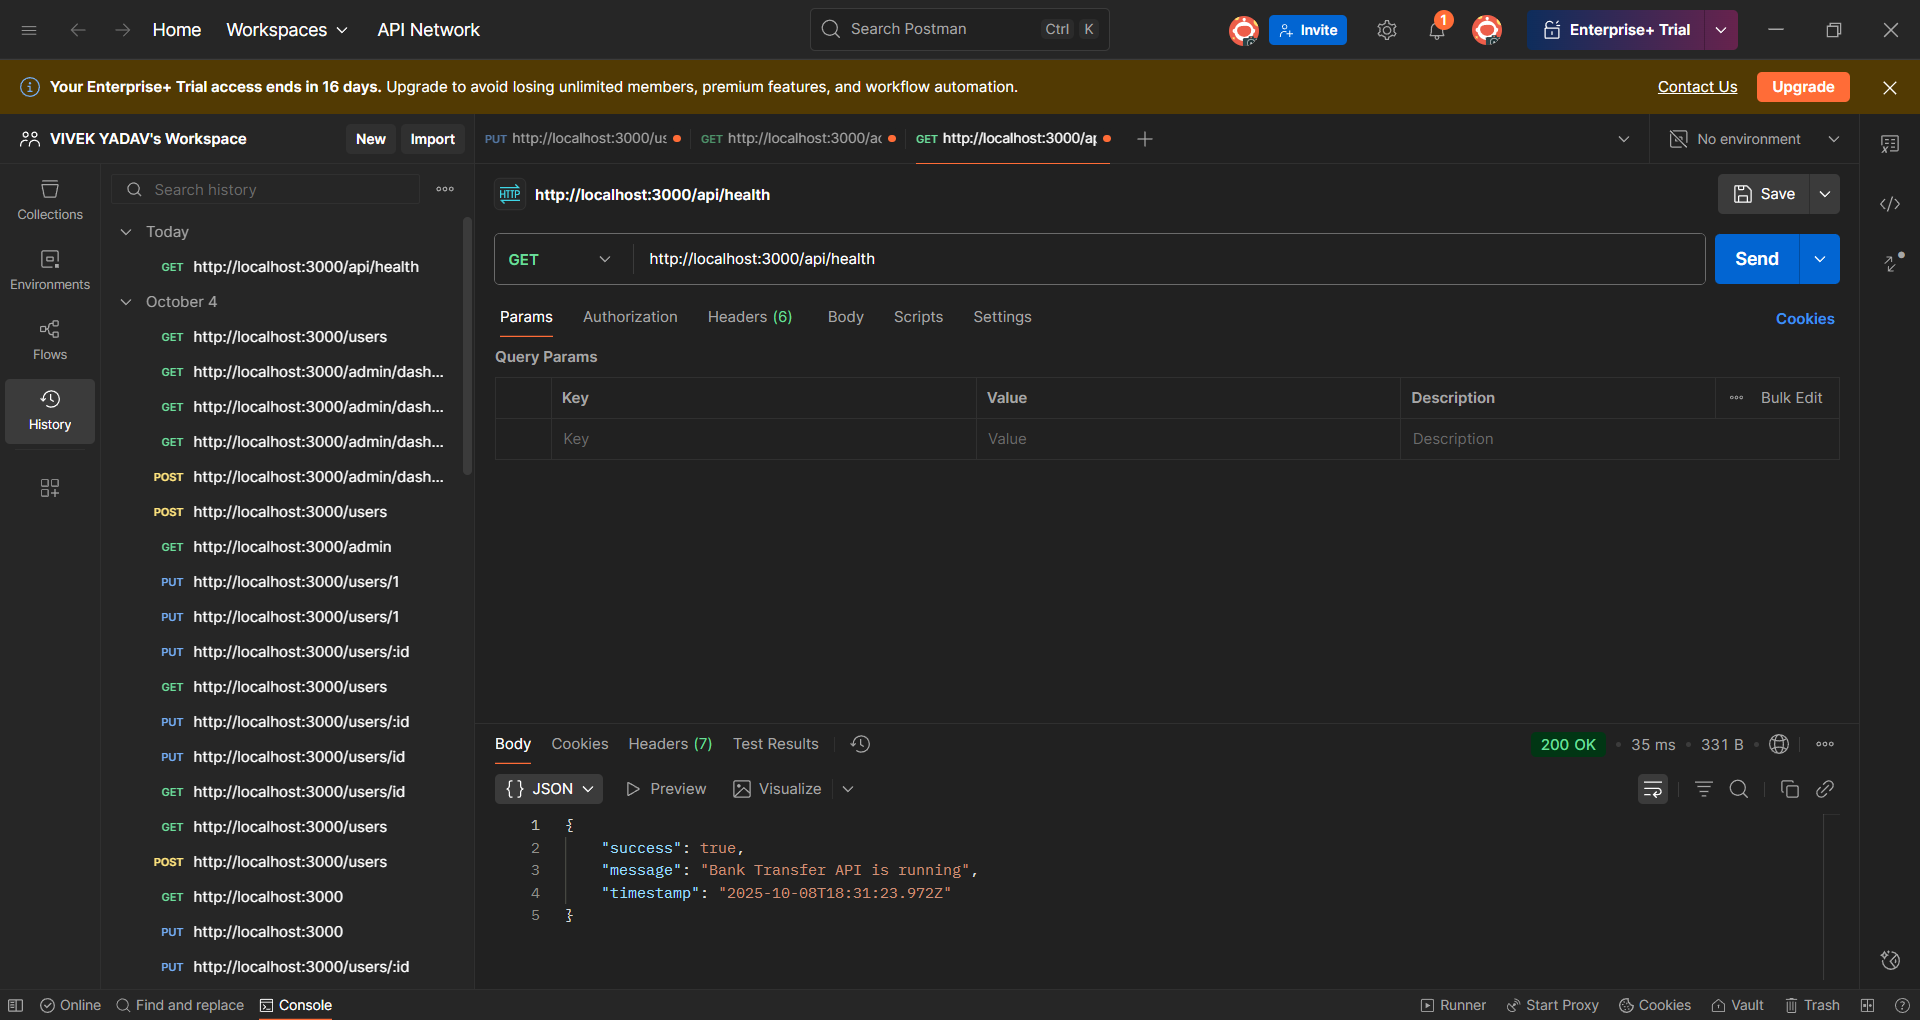 Home
Workspaces
API Network
Search Postman
Ctrl
K
Invite
1
Enterprise+ Trial
Your Enterprise+ Trial access ends in 16 days. Upgrade to avoid losing unlimited members, premium features, and workflow automation.
Contact Us
Upgrade
VIVEK YADAV's Workspace
New
Import
PUT http://localhost:3000/us
GET http://localhost:3000/ac
GET http://localhost:3000/ap
No environment
Collections
Environments
Flows
History
Search history
Today
GET http://localhost:3000/api/health
October 4
GET http://localhost:3000/users
GET http://localhost:3000/admin/dash...
GET http://localhost:3000/admin/dash...
GET http://localhost:3000/admin/dash...
POST http://localhost:3000/admin/dash...
POST http://localhost:3000/users
GET http://localhost:3000/admin
PUT http://localhost:3000/users/1
PUT http://localhost:3000/users/1
PUT http://localhost:3000/users/:id
GET http://localhost:3000/users
PUT http://localhost:3000/users/:id
PUT http://localhost:3000/users/id
GET http://localhost:3000/users/id
GET http://localhost:3000/users
POST http://localhost:3000/users
GET http://localhost:3000
PUT http://localhost:3000
PUT http://localhost:3000/users/:id
HTTP http://localhost:3000/api/health
Save
GET http://localhost:3000/api/health
Send
Params
Authorization
Headers (6)
Body
Scripts
Settings
Cookies
Query Params
Key
Value
Description
Bulk Edit
Key
Value
Description
Body
Cookies
Headers (7)
Test Results
200 OK
35 ms
331 B
{} JSON
Preview
Visualize
1 {
2 "success": true,
3 "message": "Bank Transfer API is running",
4 "timestamp": "2025-10-08T18:31:23.972Z"
5 }
Online
Find and replace
Console
Runner
Start Proxy
Cookies
Vault
Trash